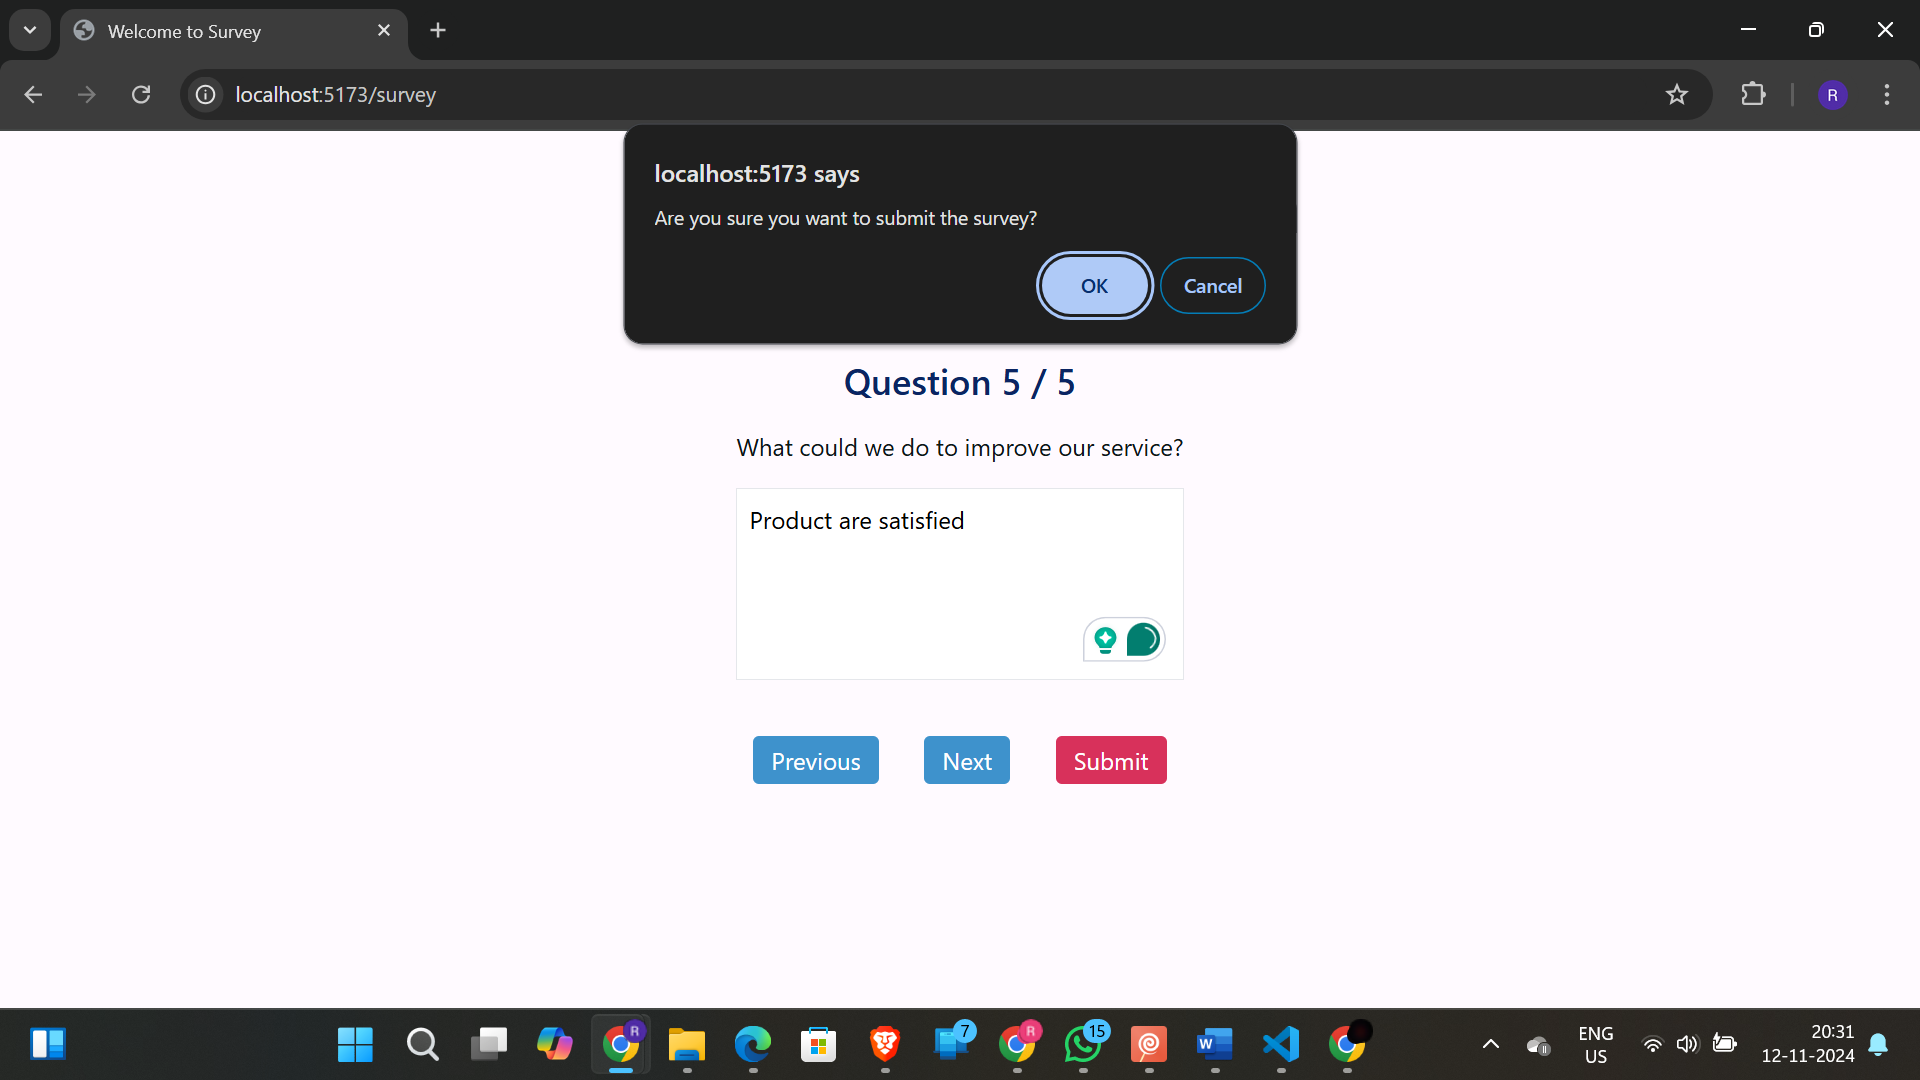 Welcome to Survey
localhost:5173/survey
R
localhost:5173 says
Are you sure you want to submit the survey?
OK
Cancel
Question 5 / 5
What could we do to improve our service?
Product are satisfied
Previous
Next
Submit
R
7
R
15
W
ENG
US
20:31
12-11-2024